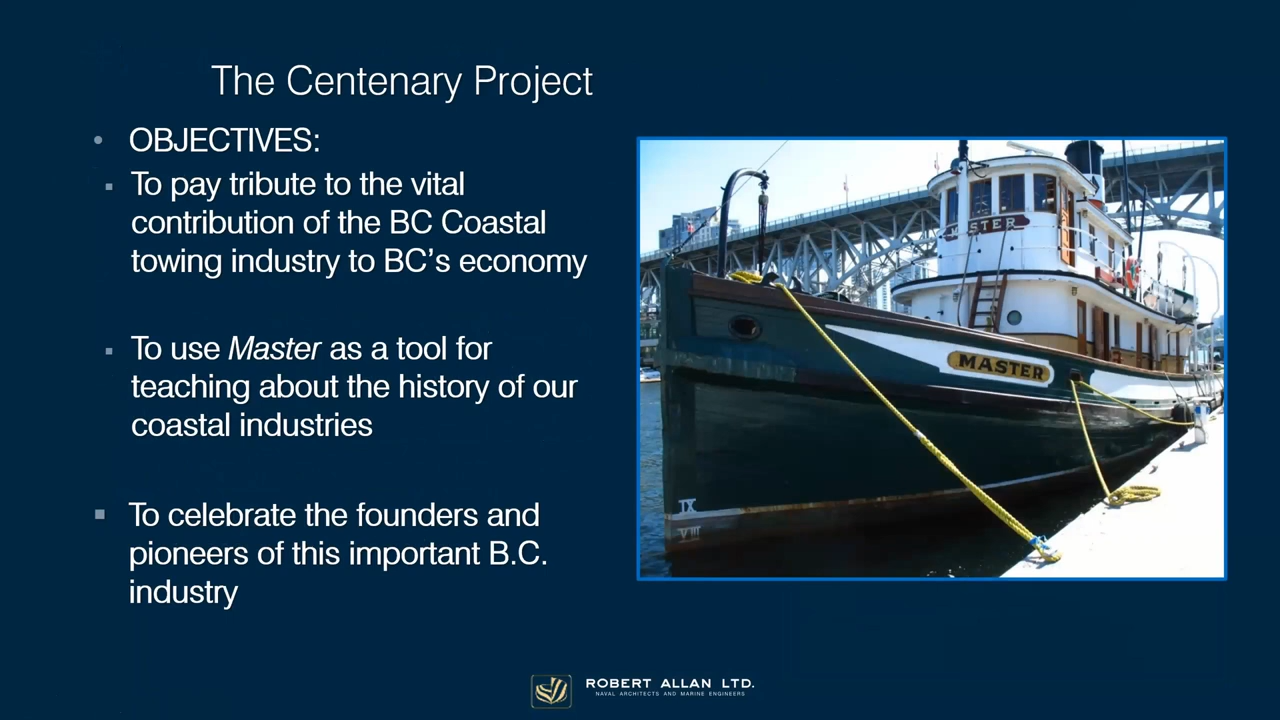 The Centenary Project
• OBJECTIVES:
▪ To pay tribute to the vital
contribution of the BC Coastal
towing industry to BC’s economy
▪ To use Master as a tool for
teaching about the history of our
coastal industries
▪ To celebrate the founders and
pioneers of this important B.C.
industry
MASTER
MASTER
IX
VIII
ROBERT ALLAN LTD.
NAVAL ARCHITECTS AND MARINE ENGINEERS